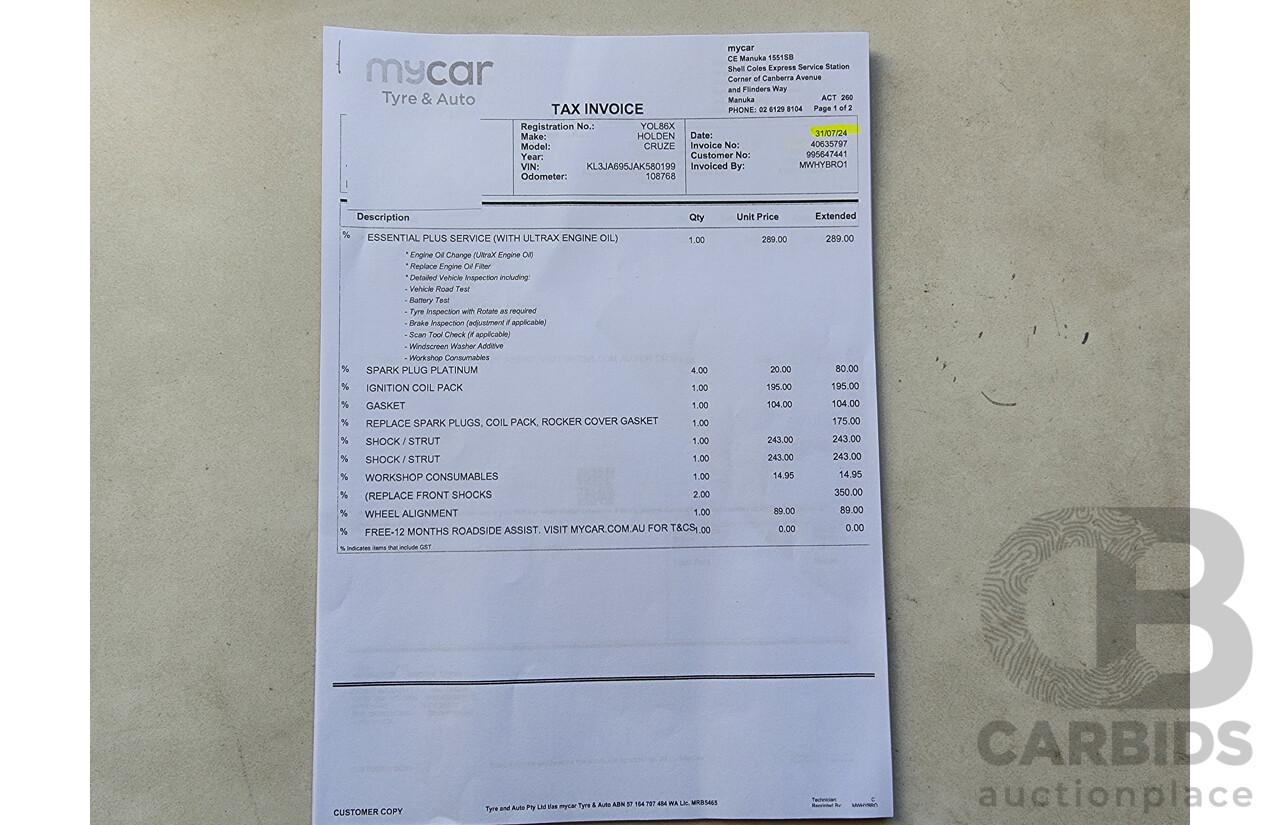 mycar
Tyre & Auto
TAX INVOICE
mycar
CE Manuka 1551SB
Shell Coles Express Service Station
Corner of Canberra Avenue
and Flinders Way
Manuka ACT 260
PHONE: 02 6129 8104 Page 1 of 2
Registration No.: YOL86X
Make: HOLDEN
Model: CRUZE
Year:
VIN: KL3JA695JAK580199
Odometer: 108768
Date: 31/07/24
Invoice No: 40635797
Customer No: 995647441
Invoiced By: MWHYBRO1
Description Qty Unit Price Extended
% ESSENTIAL PLUS SERVICE (WITH ULTRAX ENGINE OIL) 1.00 289.00 289.00
* Engine Oil Change (UltraX Engine Oil)
* Replace Engine Oil Filter
* Detailed Vehicle Inspection including:
- Vehicle Road Test
- Battery Test
- Tyre Inspection with Rotate as required
- Brake Inspection (adjustment if applicable)
- Scan Tool Check (if applicable)
- Windscreen Washer Additive
- Workshop Consumables
% SPARK PLUG PLATINUM 4.00 20.00 80.00
% IGNITION COIL PACK 1.00 195.00 195.00
% GASKET 1.00 104.00 104.00
% REPLACE SPARK PLUGS, COIL PACK, ROCKER COVER GASKET 1.00 175.00
% SHOCK / STRUT 1.00 243.00 243.00
% SHOCK / STRUT 1.00 243.00 243.00
% WORKSHOP CONSUMABLES 1.00 14.95 14.95
% (REPLACE FRONT SHOCKS 2.00 350.00
% WHEEL ALIGNMENT 1.00 89.00 89.00
% FREE-12 MONTHS ROADSIDE ASSIST. VISIT MYCAR.COM.AU FOR T&CS 1.00 0.00 0.00
% Indicates items that include GST
CUSTOMER COPY
Tyre and Auto Pty Ltd t/as mycar Tyre & Auto ABN 57 164 707 484 WA Lic. MRB5465
Technician: C
Reprinted By: MWHYBRO
CB
CARBIDS
auctionplace